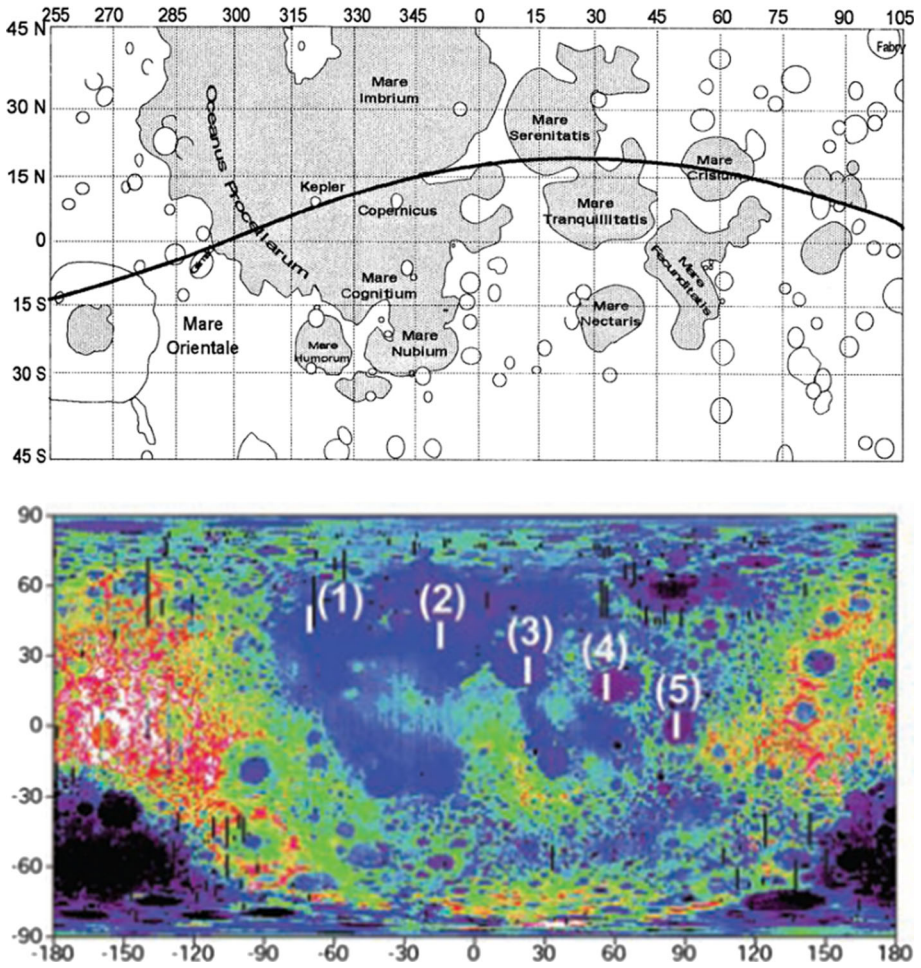 255 270 285 300 315 330 345 0 15 30 45 60 75 90 105
45 N
Fabry
Mare
Imbrium
Oceanus Procellarum
30 N
Mare
Serenitatis
15 N
Kepler
Mare
Crisium
Copernicus
Mare
Tranquillitatis
0
Mare
Fecunditatis
Mare
Cognitium
15 S
Mare
Orientale
Mare
Humorum
Mare
Nubium
Mare
Nectaris
30 S
45 S
90
60
(1)
(2)
(3)
(4)
(5)
30
0
-30
-60
-90
-180 -150 -120 -90 -60 -30 0 30 60 90 120 150 180